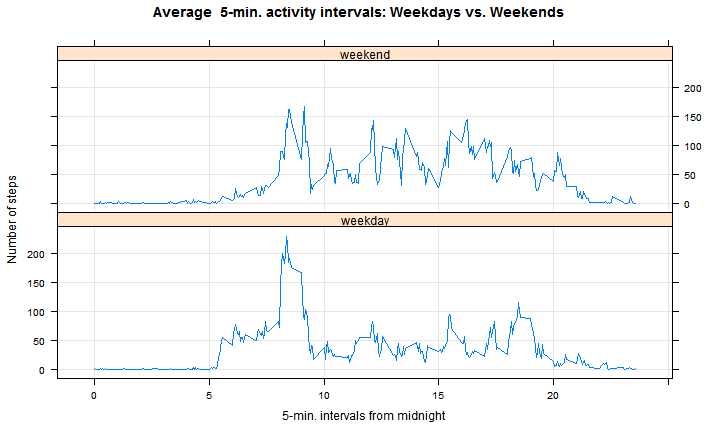 Average  5-min. activity intervals: Weekdays vs. Weekends
weekend
200
150
100
50
0
Number of steps
weekday
200
150
100
50
0
0 5 10 15 20
5-min. intervals from midnight